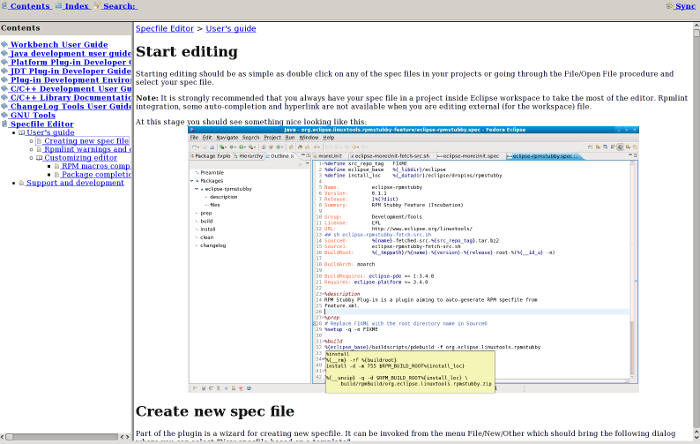 Contents Index Search: Sync
Contents
Workbench User Guide
Java development user guide
Platform Plug-in Developer
JDT Plug-in Developer Guide
Plug-in Development Enviro
C/C++ Development User Guid
C/C++ Library Documentatio
ChangeLog Tools User Guide
GNU Tools
Specfile Editor
User's guide
Creating new spec file
Rpmlint warnings and
Customizing editor
RPM macros comp
Package completio
Support and development
Specfile Editor > User's guide
Start editing
Starting editing should be as simple as double click on any of the spec files in your projects or going through the File/Open File procedure and
select your spec file.
Note: It is strongly recommended that you always have your spec file in a project inside Eclipse workspace to take the most of the editor. Rpmlint
integration, some auto-completion and hyperlink are not available when you are editing external (for the workspace) file.
At this stage you should see something nice looking like this:
Java - org.eclipse.linuxtools.rpmstubby-feature/eclipse-rpmstubby.spec - Fedora Eclipse
File Edit Navigate Search Project Run Window Help
Package Explo Hierarchy Outline
moreUnit eclipse-moreUnit-fetch-src.sh eclipse-moreUnit.spec eclipse-rpmstubby.spec
Preamble
Packages
eclipse-rpmstubby
description
files
prep
build
install
clean
changelog
%define src_repo_tag FIXME
%define eclipse_base %{_libdir}/eclipse
%define install_loc %{_datadir}/eclipse/dropins/rpmstubby
Name: eclipse-rpmstubby
Version: 0.1.1
Release: 1%{?dist}
Summary: RPM Stubby Feature (Incubation)
Group: Development/Tools
License: CPL
URL: http://www.eclipse.org/linuxtools/
## sh eclipse-rpmstubby-fetch-src.sh
Source0: %{name}-fetched-src-%{src_repo_tag}.tar.bz2
Source1: eclipse-rpmstubby-fetch-src.sh
BuildRoot: %{_tmppath}/%{name}-%{version}-%{release}-root-%(%{__id_u} -n)
BuildArch: noarch
BuildRequires: eclipse-pde >= 1:3.4.0
Requires: eclipse-platform >= 3.4.0
%description
RPM Stubby Plug-in is a plugin aiming to auto-generate RPM specfile from
feature.xml.
%prep
# Replace FIXME with the root directory name in Source0
%setup -q -n FIXME
%build
%{eclipse_base}/buildscripts/pdebuild -f org.eclipse.linuxtools.rpmstubby
%install
%{__rm} -rf %{buildroot}
install -d -m 755 $RPM_BUILD_ROOT%{install_loc}
%{__unzip} -q -d $RPM_BUILD_ROOT%{install_loc} \
build/rpmBuild/org.eclipse.linuxtools.rpmstubby.zip
Create new spec file
Part of the plugin is a wizard for creating new specfile. It can be invoked from the menu File/New/Other which should bring the following dialog